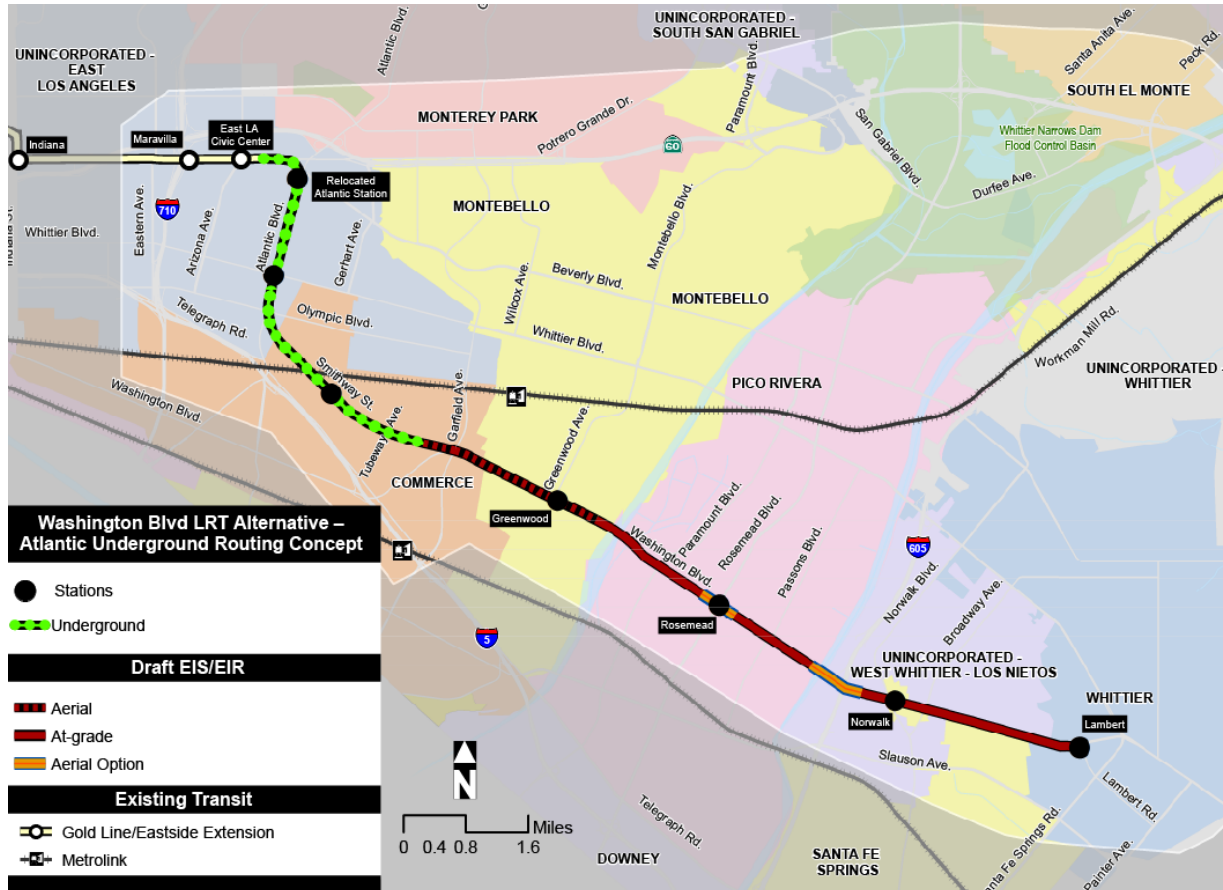 UNINCORPORATED -
EAST
LOS ANGELES
Atlantic Blvd.
UNINCORPORATED -
SOUTH SAN GABRIEL
Paramount Blvd.
Santa Anita Ave.
Peck Rd.
SOUTH EL MONTE
MONTEREY PARK
Potrero Grande Dr.
60
San Gabriel Blvd.
Whittier Narrows Dam
Flood Control Basin
Durfee Ave.
Indiana
Maravilla
East LA
Civic Center
Relocated
Atlantic Station
Indiana St.
Whittier Blvd.
Eastern Ave.
710
Arizona Ave.
Atlantic Blvd.
Gerhart Ave.
MONTEBELLO
Wilcox Ave.
Beverly Blvd.
Montebello Blvd.
MONTEBELLO
Telegraph Rd.
Olympic Blvd.
Whittier Blvd.
Workman Mill Rd.
UNINCORPORATED -
WHITTIER
Washington Blvd.
Smithway St.
Garfield Ave.
Tubeway Ave.
PICO RIVERA
COMMERCE
Greenwood Ave.
Greenwood
Washington Blvd.
Paramount Blvd.
Rosemead Blvd.
Passons Blvd.
605
Norwalk Blvd.
Broadway Ave.
5
Rosemead
UNINCORPORATED -
WEST WHITTIER - LOS NIETOS
Norwalk
WHITTIER
Lambert
Slauson Ave.
Lambert Rd.
Santa Fe Springs Rd.
Painter Ave.
Telegraph Rd.
DOWNEY
SANTA FE
SPRINGS
Washington Blvd LRT Alternative –
Atlantic Underground Routing Concept
Stations
Underground
Draft EIS/EIR
Aerial
At-grade
Aerial Option
Existing Transit
Gold Line/Eastside Extension
Metrolink
N
Miles
0 0.4 0.8 1.6